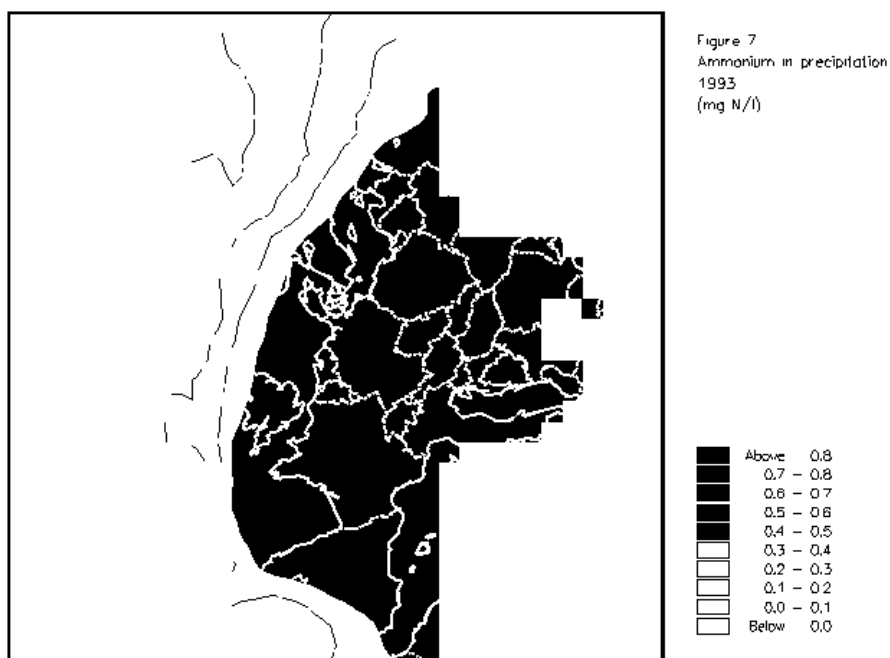 Figure 7
Ammonium in precipitation
1993
(mg N/l)
Above 0.8
0.7 - 0.8
0.6 - 0.7
0.5 - 0.6
0.4 - 0.5
0.3 - 0.4
0.2 - 0.3
0.1 - 0.2
0.0 - 0.1
Below 0.0